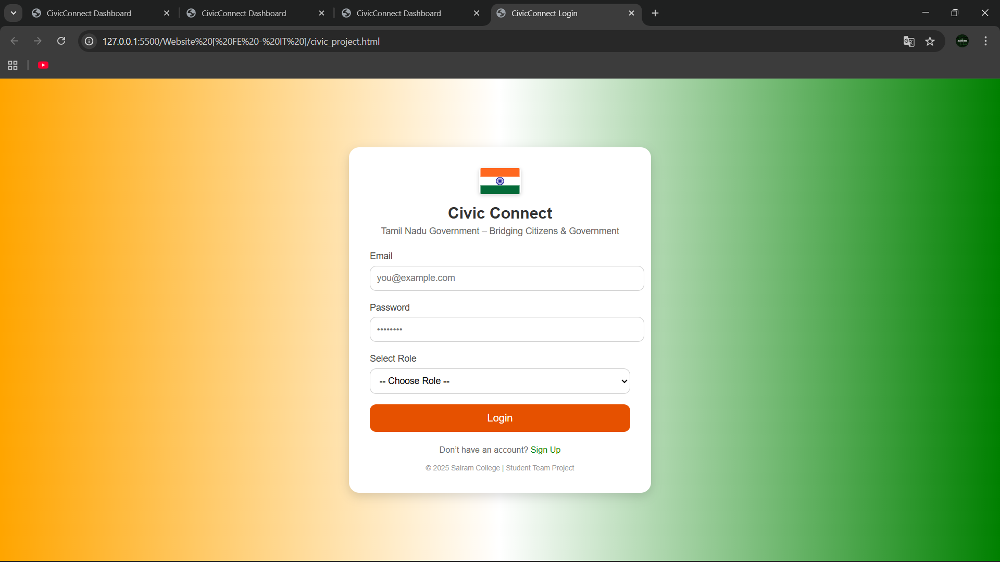 CivicConnect Dashboard
CivicConnect Dashboard
CivicConnect Dashboard
CivicConnect Login
127.0.0.1:5500/Website%20[%20FE%20-%20IT%20]/civic_project.html
Civic Connect
Tamil Nadu Government – Bridging Citizens & Government
Email
you@example.com
Password
••••••••
Select Role
-- Choose Role --
Login
Don’t have an account? Sign Up
© 2025 Sairam College | Student Team Project